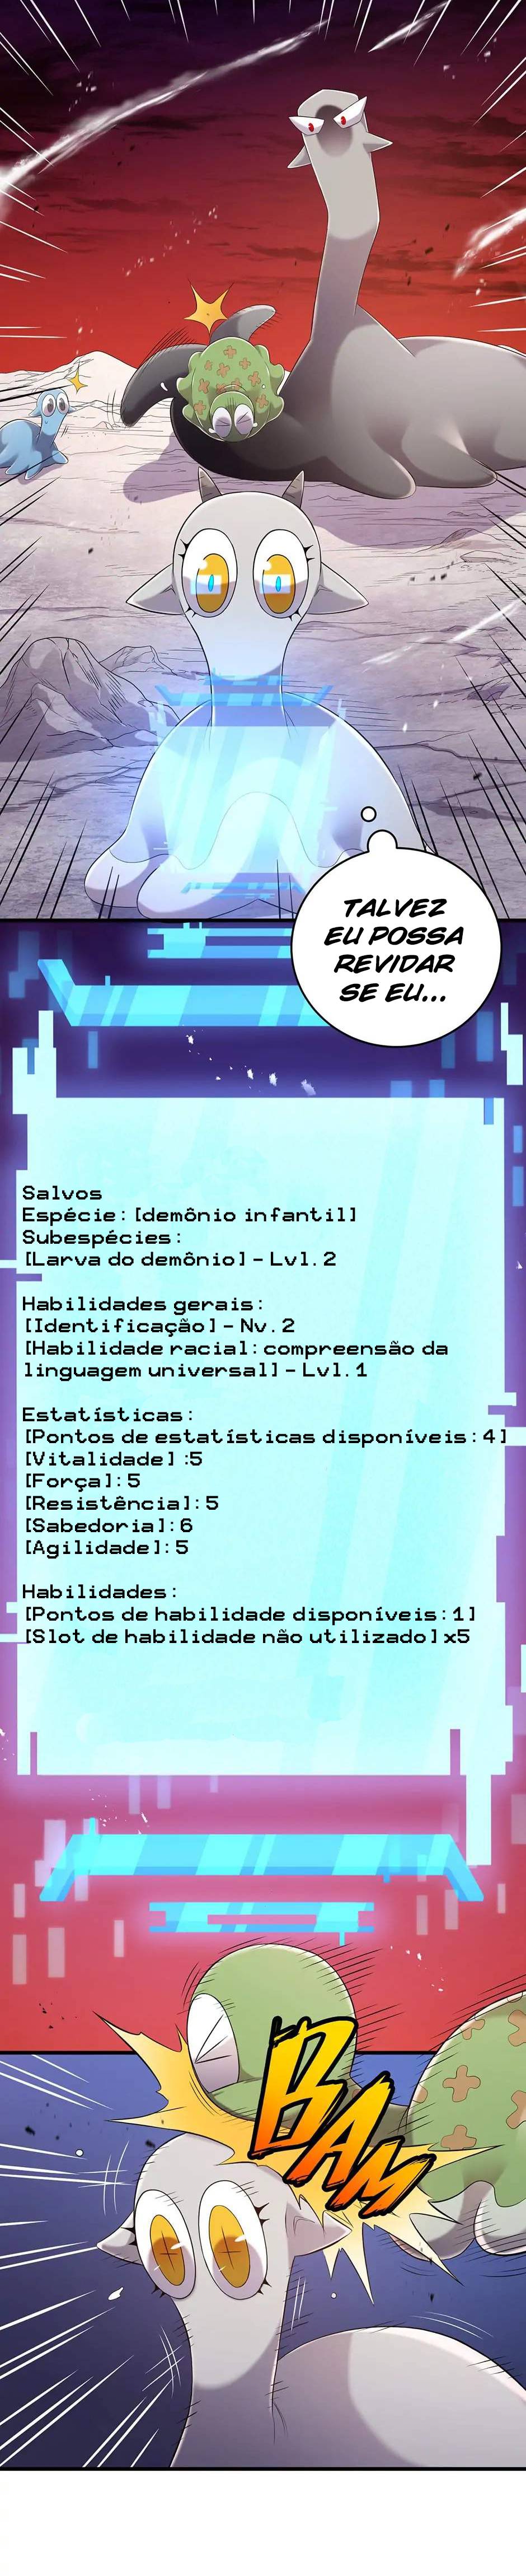 TALVEZ
EU POSSA
REVIDAR
SE EU...
Salvos
Espécie: [demônio infantil]
Subespécies:
[Larva do demônio] - Lvl. 2
Habilidades gerais:
[Identificação] - Nv. 2
[Habilidade racial: compreensão da
linguagem universal] - Lvl. 1
Estatísticas:
[Pontos de estatísticas disponíveis: 4]
[Vitalidade] :5
[Força]: 5
[Resistência]: 5
[Sabedoria]: 6
[Agilidade]: 5
Habilidades:
[Pontos de habilidade disponíveis: 1]
[Slot de habilidade não utilizado] x5
BAM